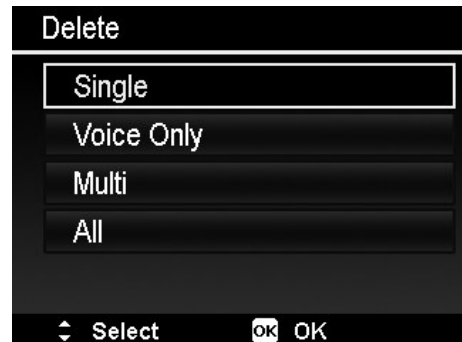 Delete
Single
Voice Only
Multi
All
Select OK OK